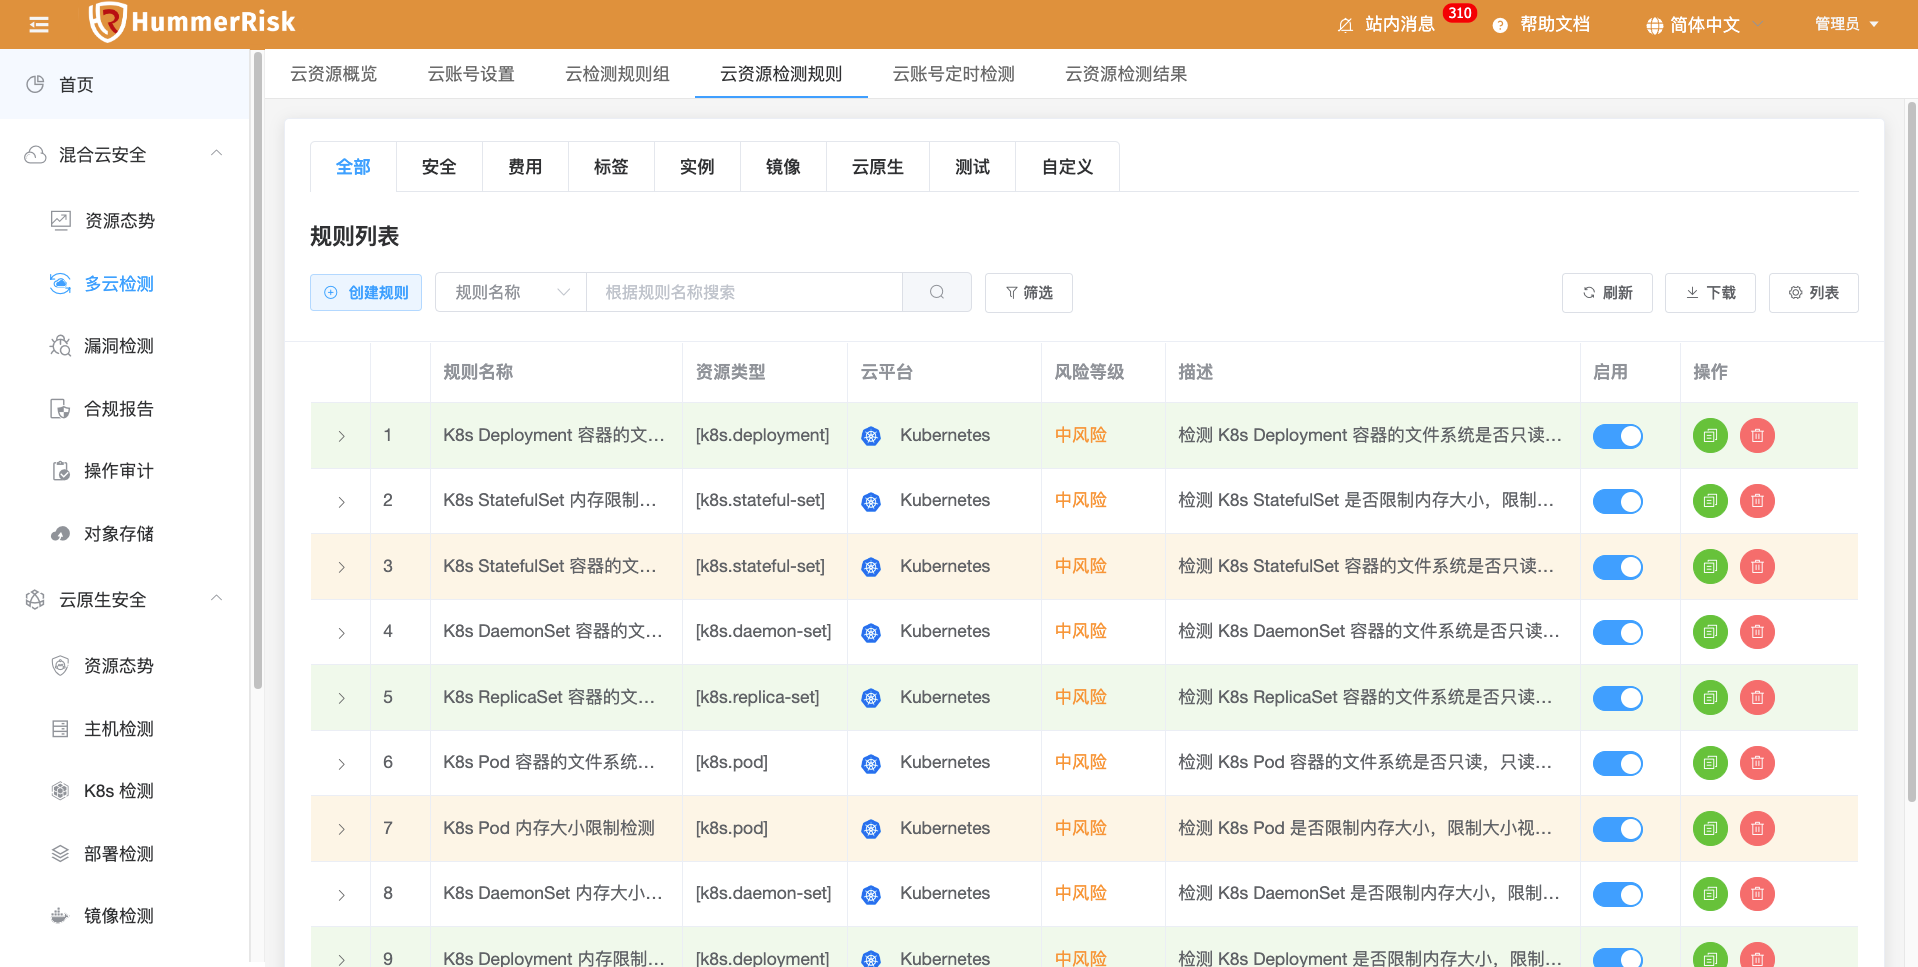 HummerRisk
站内消息 310 帮助文档 简体中文 管理员
首页
混合云安全
资源态势
多云检测
漏洞检测
合规报告
操作审计
对象存储
云原生安全
资源态势
主机检测
K8s 检测
部署检测
镜像检测
云资源概览 云账号设置 云检测规则组 云资源检测规则 云账号定时检测 云资源检测结果
全部 安全 费用 标签 实例 镜像 云原生 测试 自定义
规则列表
创建规则 规则名称 根据规则名称搜索 筛选 刷新 下载 列表
规则名称 资源类型 云平台 风险等级 描述 启用 操作
1 K8s Deployment 容器的文... [k8s.deployment] Kubernetes 中风险 检测 K8s Deployment 容器的文件系统是否只读...
2 K8s StatefulSet 内存限制... [k8s.stateful-set] Kubernetes 中风险 检测 K8s StatefulSet 是否限制内存大小，限制...
3 K8s StatefulSet 容器的文... [k8s.stateful-set] Kubernetes 中风险 检测 K8s StatefulSet 容器的文件系统是否只读...
4 K8s DaemonSet 容器的文... [k8s.daemon-set] Kubernetes 中风险 检测 K8s DaemonSet 容器的文件系统是否只读...
5 K8s ReplicaSet 容器的文... [k8s.replica-set] Kubernetes 中风险 检测 K8s ReplicaSet 容器的文件系统是否只读...
6 K8s Pod 容器的文件系统... [k8s.pod] Kubernetes 中风险 检测 K8s Pod 容器的文件系统是否只读，只读...
7 K8s Pod 内存大小限制检测 [k8s.pod] Kubernetes 中风险 检测 K8s Pod 是否限制内存大小，限制大小视...
8 K8s DaemonSet 内存大小... [k8s.daemon-set] Kubernetes 中风险 检测 K8s DaemonSet 是否限制内存大小，限制...
9 K8s Deployment 内存限制... [k8s.deployment] Kubernetes 中风险 检测 K8s Deployment 是否限制内存大小，限制...